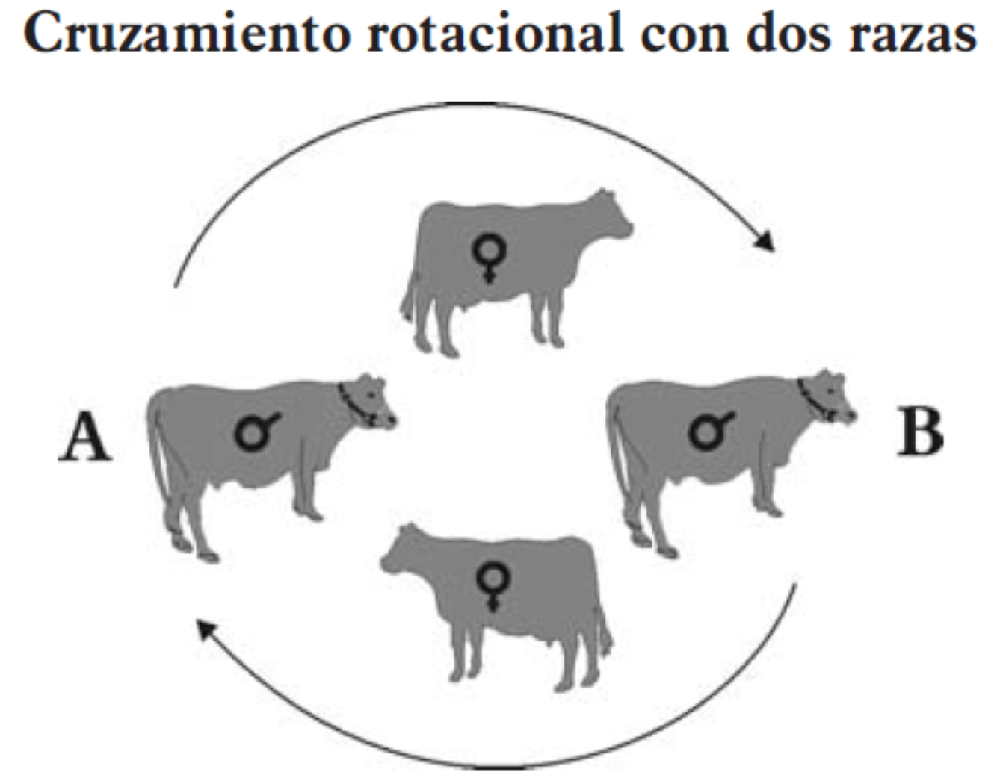 Cruzamiento rotacional con dos razas
♀
A ♂ ♂ B
♀